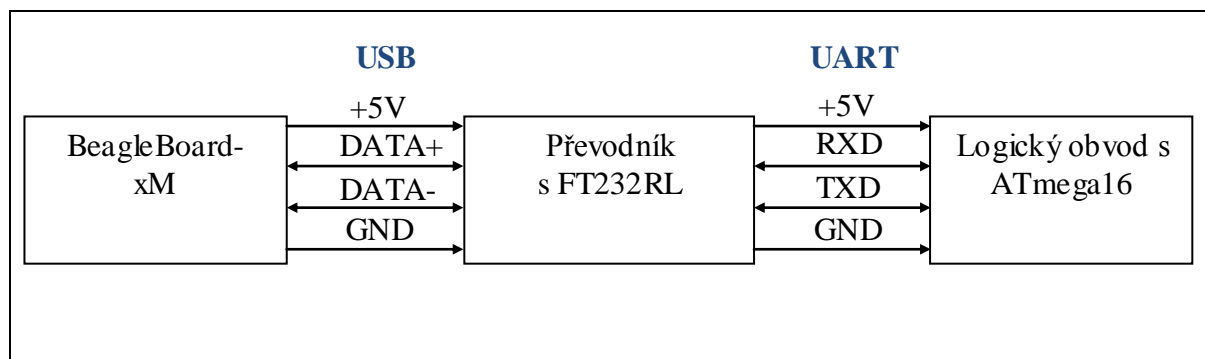 USB
UART
+5V
DATA+
DATA-
GND
+5V
RXD
TXD
GND
BeagleBoard-
xM
Převodník
s FT232RL
Logický obvod s
ATmega16